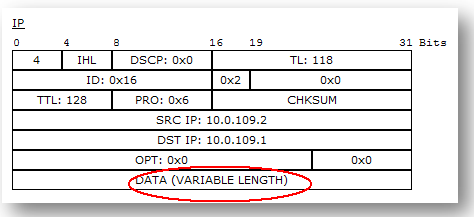 IP
0 4 8 16 19 31 Bits
4 IHL DSCP: 0x0 TL: 118
ID: 0x16 0x2 0x0
TTL: 128 PRO: 0x6 CHKSUM
SRC IP: 10.0.109.2
DST IP: 10.0.109.1
OPT: 0x0 0x0
DATA (VARIABLE LENGTH)